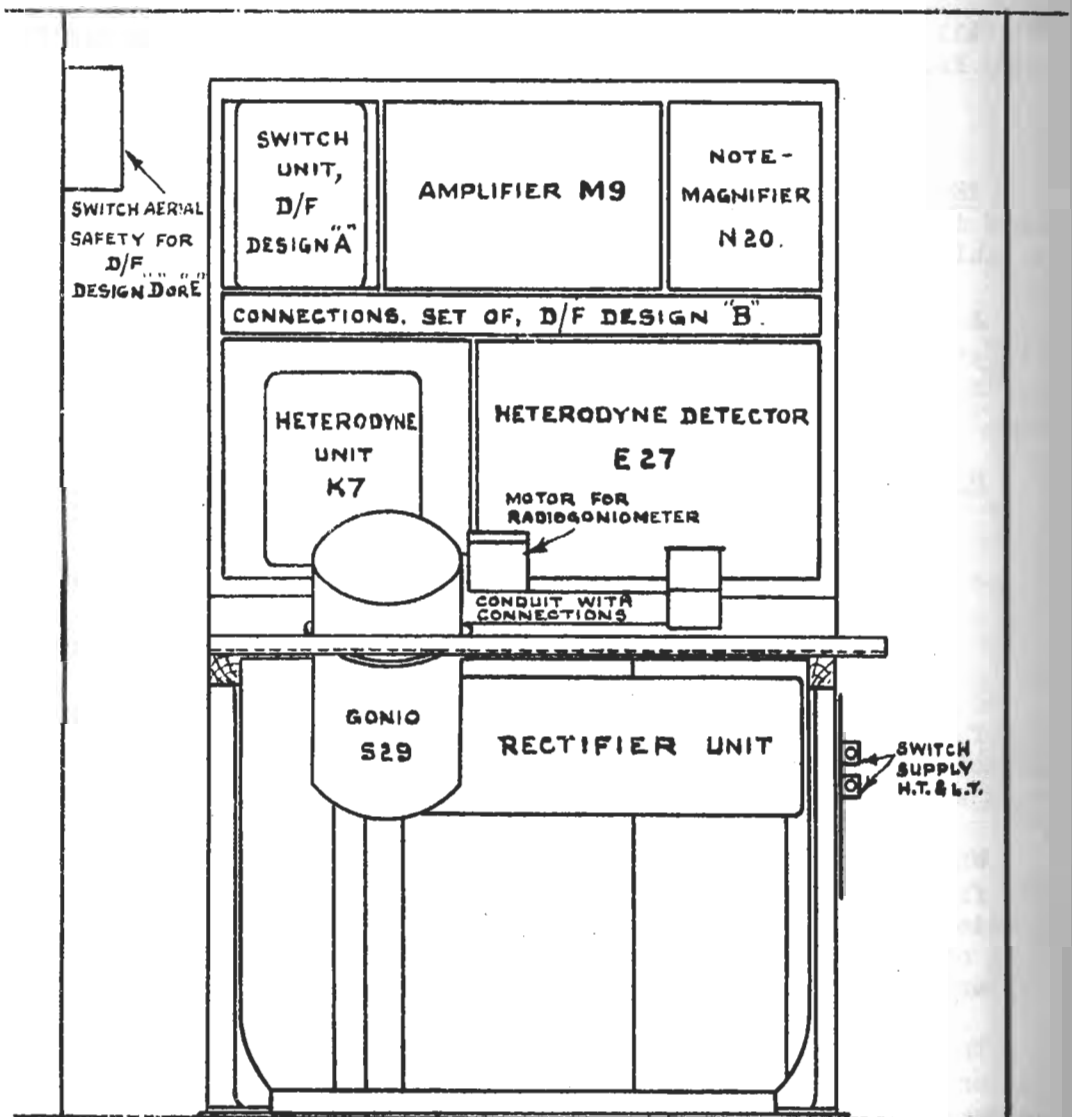 SWITCH
UNIT,
D/F
DESIGN "A"
AMPLIFIER M9
NOTE-
MAGNIFIER
N20.
SWITCH AERIAL
SAFETY FOR
D/F
DESIGN "D" OR "E"
CONNECTIONS. SET OF, D/F DESIGN "B".
HETERODYNE
UNIT
K7
HETERODYNE DETECTOR
E27
MOTOR FOR
RADIOGONIOMETER
CONDUIT WITH
CONNECTIONS
GONIO
S29
RECTIFIER UNIT
SWITCH
SUPPLY
H.T. & L.T.